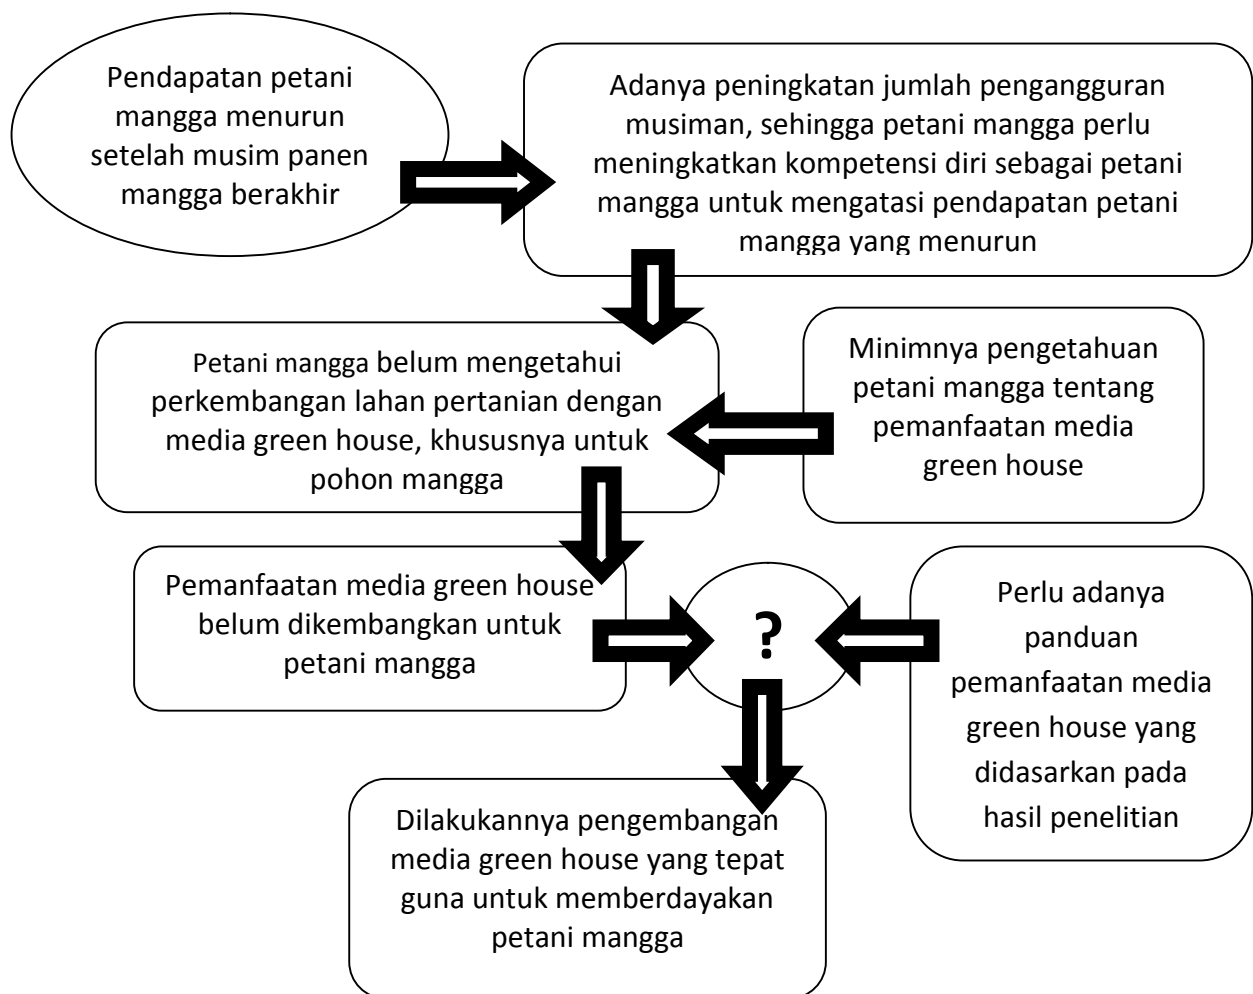 Pendapatan petani
mangga menurun
setelah musim panen
mangga berakhir
Adanya peningkatan jumlah pengangguran
musiman, sehingga petani mangga perlu
meningkatkan kompetensi diri sebagai petani
mangga untuk mengatasi pendapatan petani
mangga yang menurun
Petani mangga belum mengetahui
perkembangan lahan pertanian dengan
media green house, khususnya untuk
pohon mangga
Minimnya pengetahuan
petani mangga tentang
pemanfaatan media
green house
Pemanfaatan media green house
belum dikembangkan untuk
petani mangga
?
Perlu adanya
panduan
pemanfaatan media
green house yang
didasarkan pada
hasil penelitian
Dilakukannya pengembangan
media green house yang tepat
guna untuk memberdayakan
petani mangga